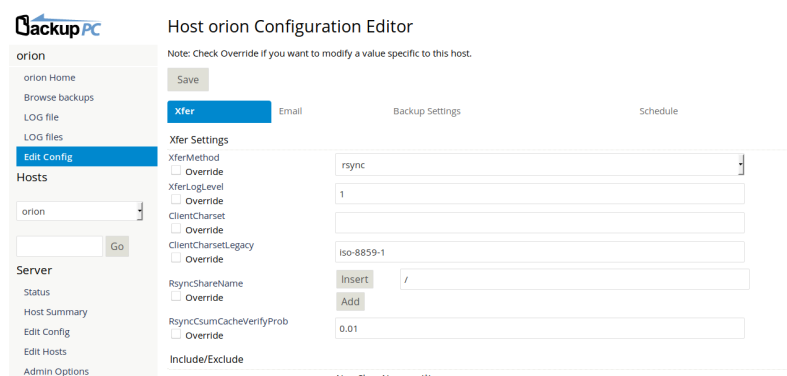 BackupPC
orion
orion Home
Browse backups
LOG file
LOG files
Edit Config
Hosts
orion
Go
Server
Status
Host Summary
Edit Config
Edit Hosts
Admin Options
Host orion Configuration Editor
Note: Check Override if you want to modify a value specific to this host.
Save
Xfer Email Backup Settings Schedule
Xfer Settings
XferMethod
Override
rsync
XferLogLevel
Override
1
ClientCharset
Override
ClientCharsetLegacy
Override
iso-8859-1
RsyncShareName
Override
Insert /
Add
RsyncCsumCacheVerifyProb
Override
0.01
Include/Exclude